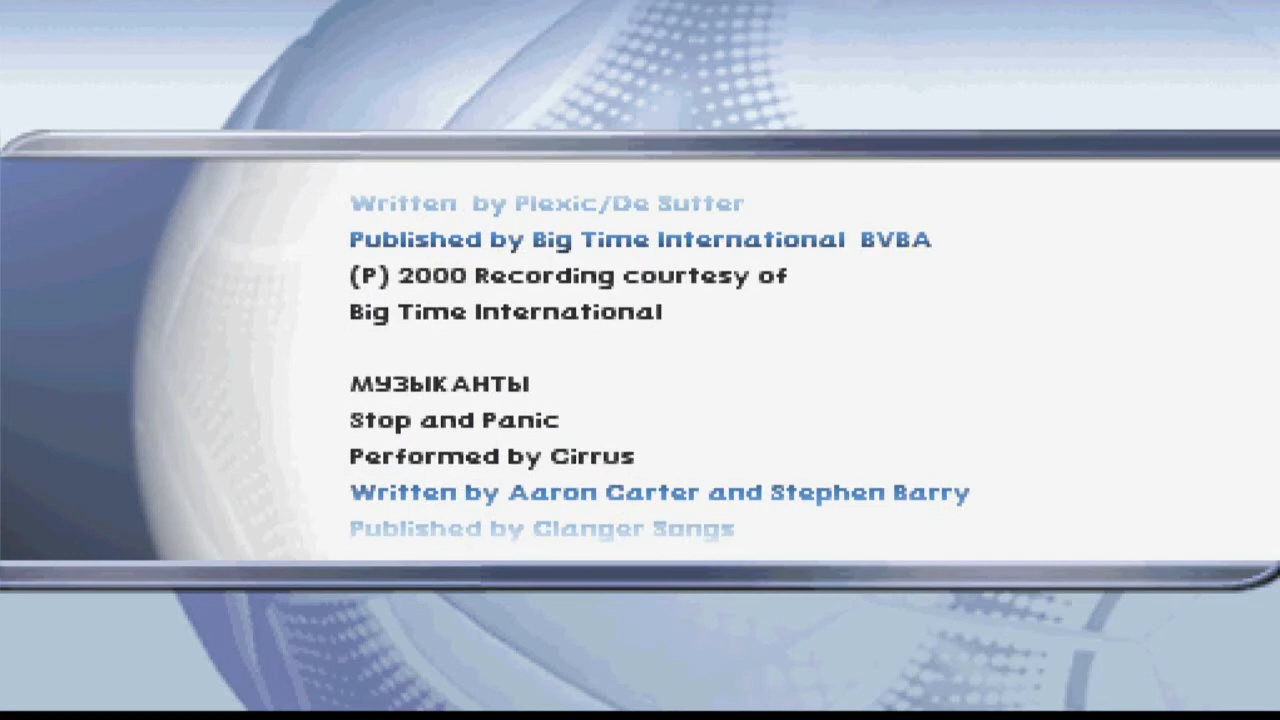 Written by Plexic/De Sutter
Published by Big Time International BVBA
(P) 2000 Recording courtesy of
Big Time International
МУЗЫКАНТЫ
Stop and Panic
Performed by Cirrus
Written by Aaron Carter and Stephen Barry
Published by Clanger Songs